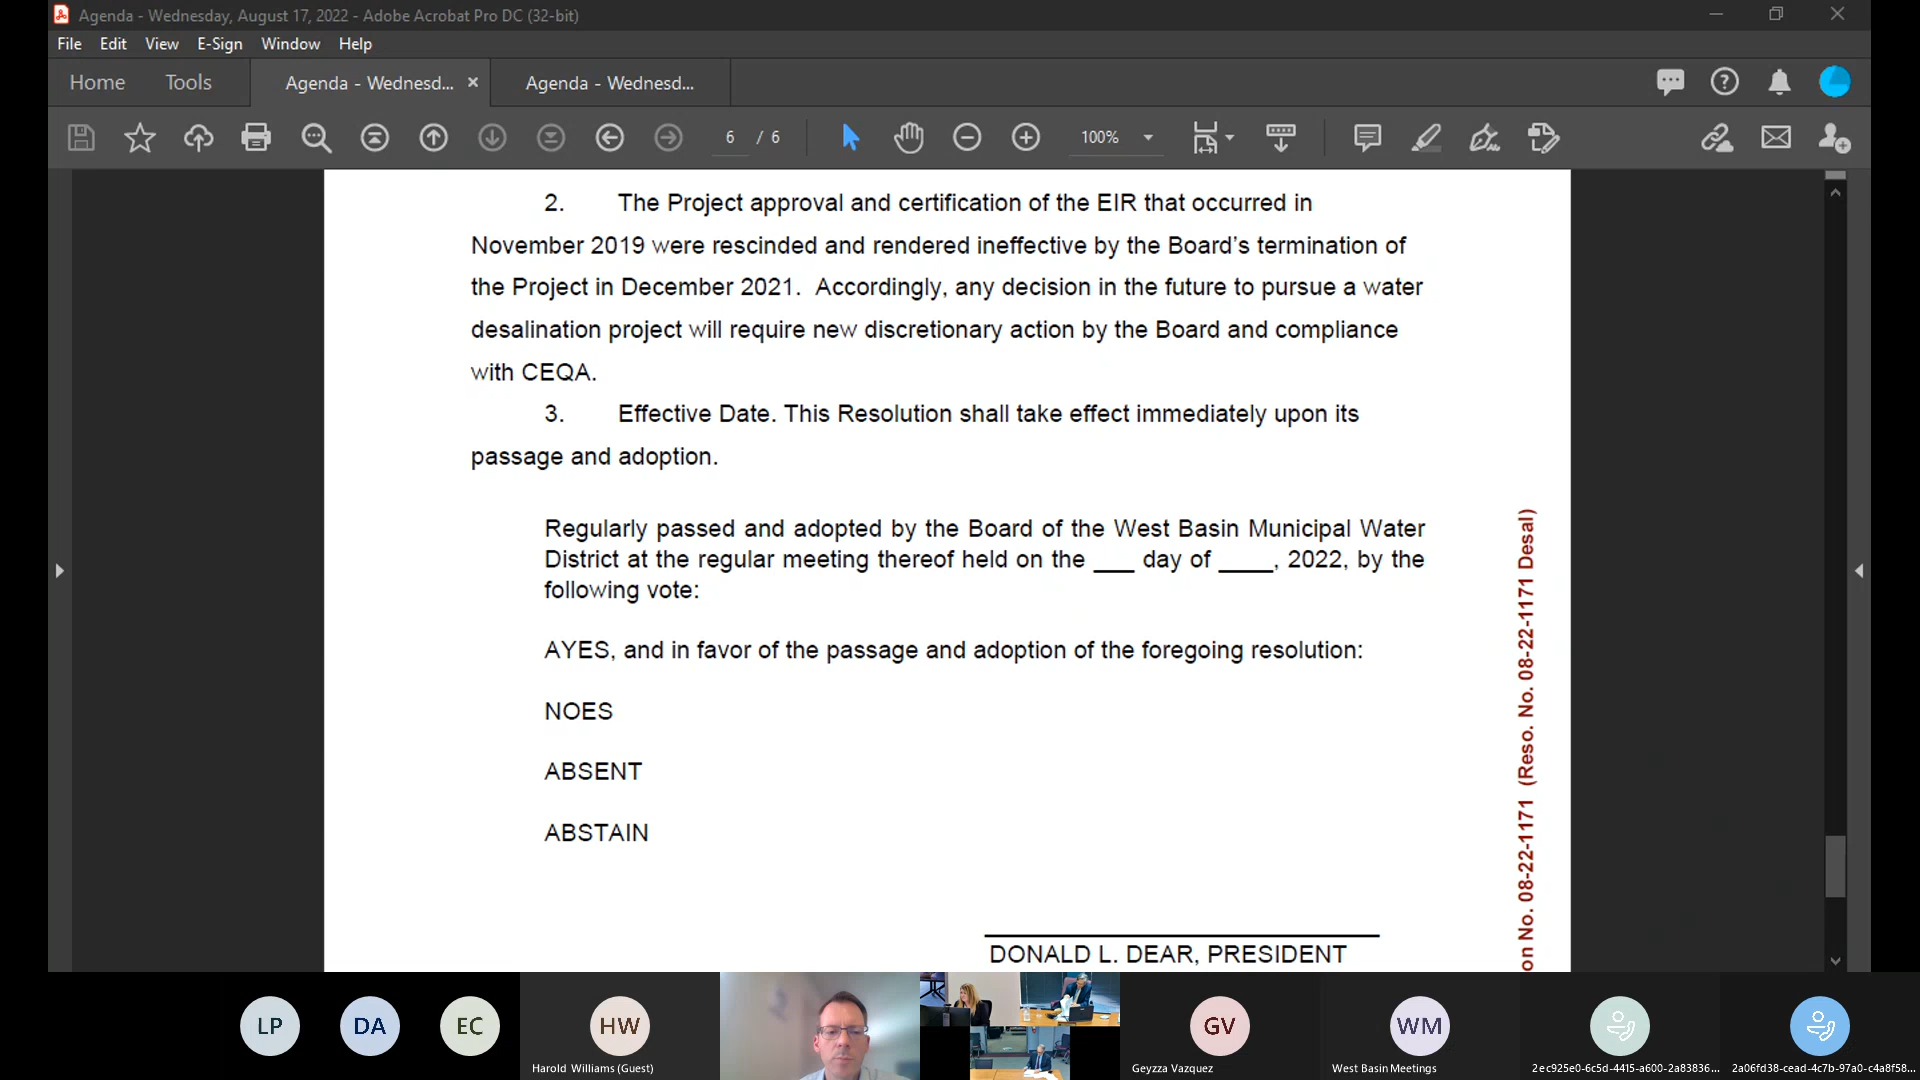 Agenda - Wednesday, August 17, 2022 - Adobe Acrobat Pro DC (32-bit)
File Edit View E-Sign Window Help
Home Tools Agenda - Wednesd... × Agenda - Wednesd...
6 / 6 100%
2. The Project approval and certification of the EIR that occurred in
November 2019 were rescinded and rendered ineffective by the Board's termination of
the Project in December 2021. Accordingly, any decision in the future to pursue a water
desalination project will require new discretionary action by the Board and compliance
with CEQA.
3. Effective Date. This Resolution shall take effect immediately upon its
passage and adoption.
Regularly passed and adopted by the Board of the West Basin Municipal Water
District at the regular meeting thereof held on the ___ day of ____, 2022, by the
following vote:
AYES, and in favor of the passage and adoption of the foregoing resolution:
NOES
ABSENT
ABSTAIN
DONALD L. DEAR, PRESIDENT
on No. 08-22-1171 (Reso. No. 08-22-1171 Desal)
LP DA EC HW GV WM
Harold Williams (Guest) Geyzza Vazquez West Basin Meetings 2ec925e0-6c5d-4415-a600-2a83836... 2a06fd38-cead-4c7b-97a0-c4a8f58...